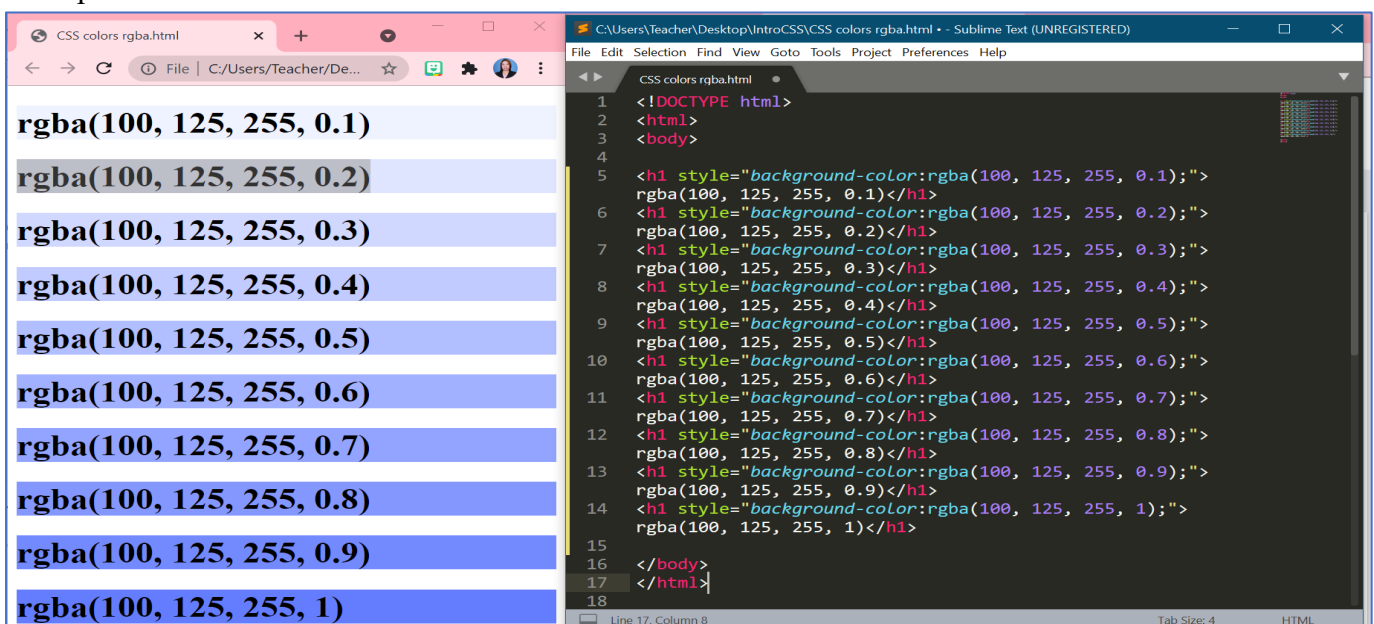 CSS colors rgba.html
File | C:/Users/Teacher/De...
rgba(100, 125, 255, 0.1)
rgba(100, 125, 255, 0.2)
rgba(100, 125, 255, 0.3)
rgba(100, 125, 255, 0.4)
rgba(100, 125, 255, 0.5)
rgba(100, 125, 255, 0.6)
rgba(100, 125, 255, 0.7)
rgba(100, 125, 255, 0.8)
rgba(100, 125, 255, 0.9)
rgba(100, 125, 255, 1)
C:\Users\Teacher\Desktop\IntroCSS\CSS colors rgba.html • - Sublime Text (UNREGISTERED)
File Edit Selection Find View Goto Tools Project Preferences Help
CSS colors rgba.html
1 <!DOCTYPE html>
2 <html>
3 <body>
4
5 <h1 style="background-color:rgba(100, 125, 255, 0.1);">
rgba(100, 125, 255, 0.1)</h1>
6 <h1 style="background-color:rgba(100, 125, 255, 0.2);">
rgba(100, 125, 255, 0.2)</h1>
7 <h1 style="background-color:rgba(100, 125, 255, 0.3);">
rgba(100, 125, 255, 0.3)</h1>
8 <h1 style="background-color:rgba(100, 125, 255, 0.4);">
rgba(100, 125, 255, 0.4)</h1>
9 <h1 style="background-color:rgba(100, 125, 255, 0.5);">
rgba(100, 125, 255, 0.5)</h1>
10 <h1 style="background-color:rgba(100, 125, 255, 0.6);">
rgba(100, 125, 255, 0.6)</h1>
11 <h1 style="background-color:rgba(100, 125, 255, 0.7);">
rgba(100, 125, 255, 0.7)</h1>
12 <h1 style="background-color:rgba(100, 125, 255, 0.8);">
rgba(100, 125, 255, 0.8)</h1>
13 <h1 style="background-color:rgba(100, 125, 255, 0.9);">
rgba(100, 125, 255, 0.9)</h1>
14 <h1 style="background-color:rgba(100, 125, 255, 1);">
rgba(100, 125, 255, 1)</h1>
15
16 </body>
17 </html>
18
Line 17, Column 8 Tab Size: 4 HTML